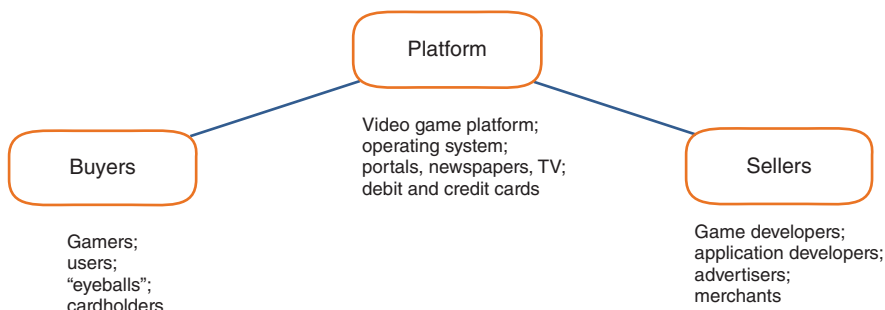 Platform
Video game platform;
operating system;
portals, newspapers, TV;
debit and credit cards
Buyers
Gamers;
users;
“eyeballs”;
cardholders
Sellers
Game developers;
application developers;
advertisers;
merchants